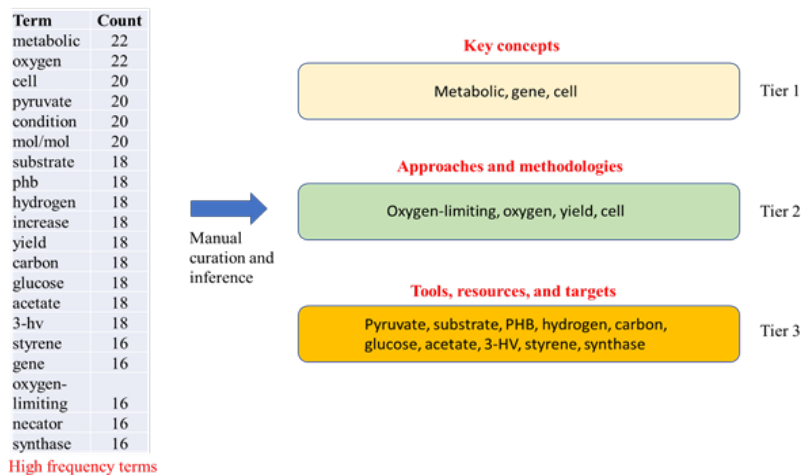 Term Count
metabolic 22
oxygen 22
cell 20
pyruvate 20
condition 20
mol/mol 20
substrate 18
phb 18
hydrogen 18
increase 18
yield 18
carbon 18
glucose 18
acetate 18
3-hv 18
styrene 16
gene 16
oxygen-
limiting 16
necator 16
synthase 16
High frequency terms
Manual
curation and
inference
Key concepts
Metabolic, gene, cell
Tier 1
Approaches and methodologies
Oxygen-limiting, oxygen, yield, cell
Tier 2
Tools, resources, and targets
Pyruvate, substrate, PHB, hydrogen, carbon,
glucose, acetate, 3-HV, styrene, synthase
Tier 3